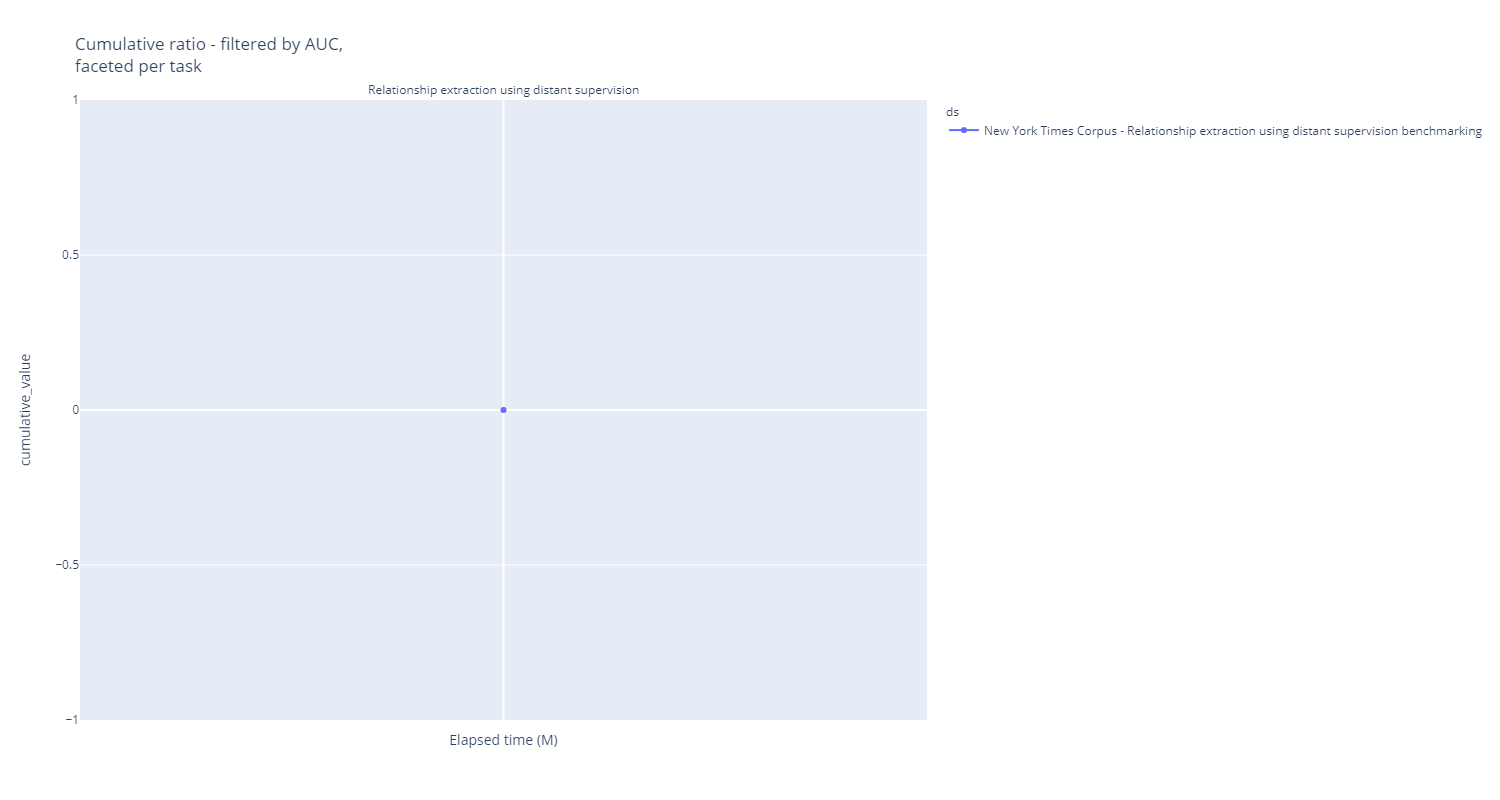 Cumulative ratio - filtered by AUC,
faceted per task
Relationship extraction using distant supervision
1
0.5
0
−0.5
−1
cumulative_value
Elapsed time (M)
ds
New York Times Corpus - Relationship extraction using distant supervision benchmarking